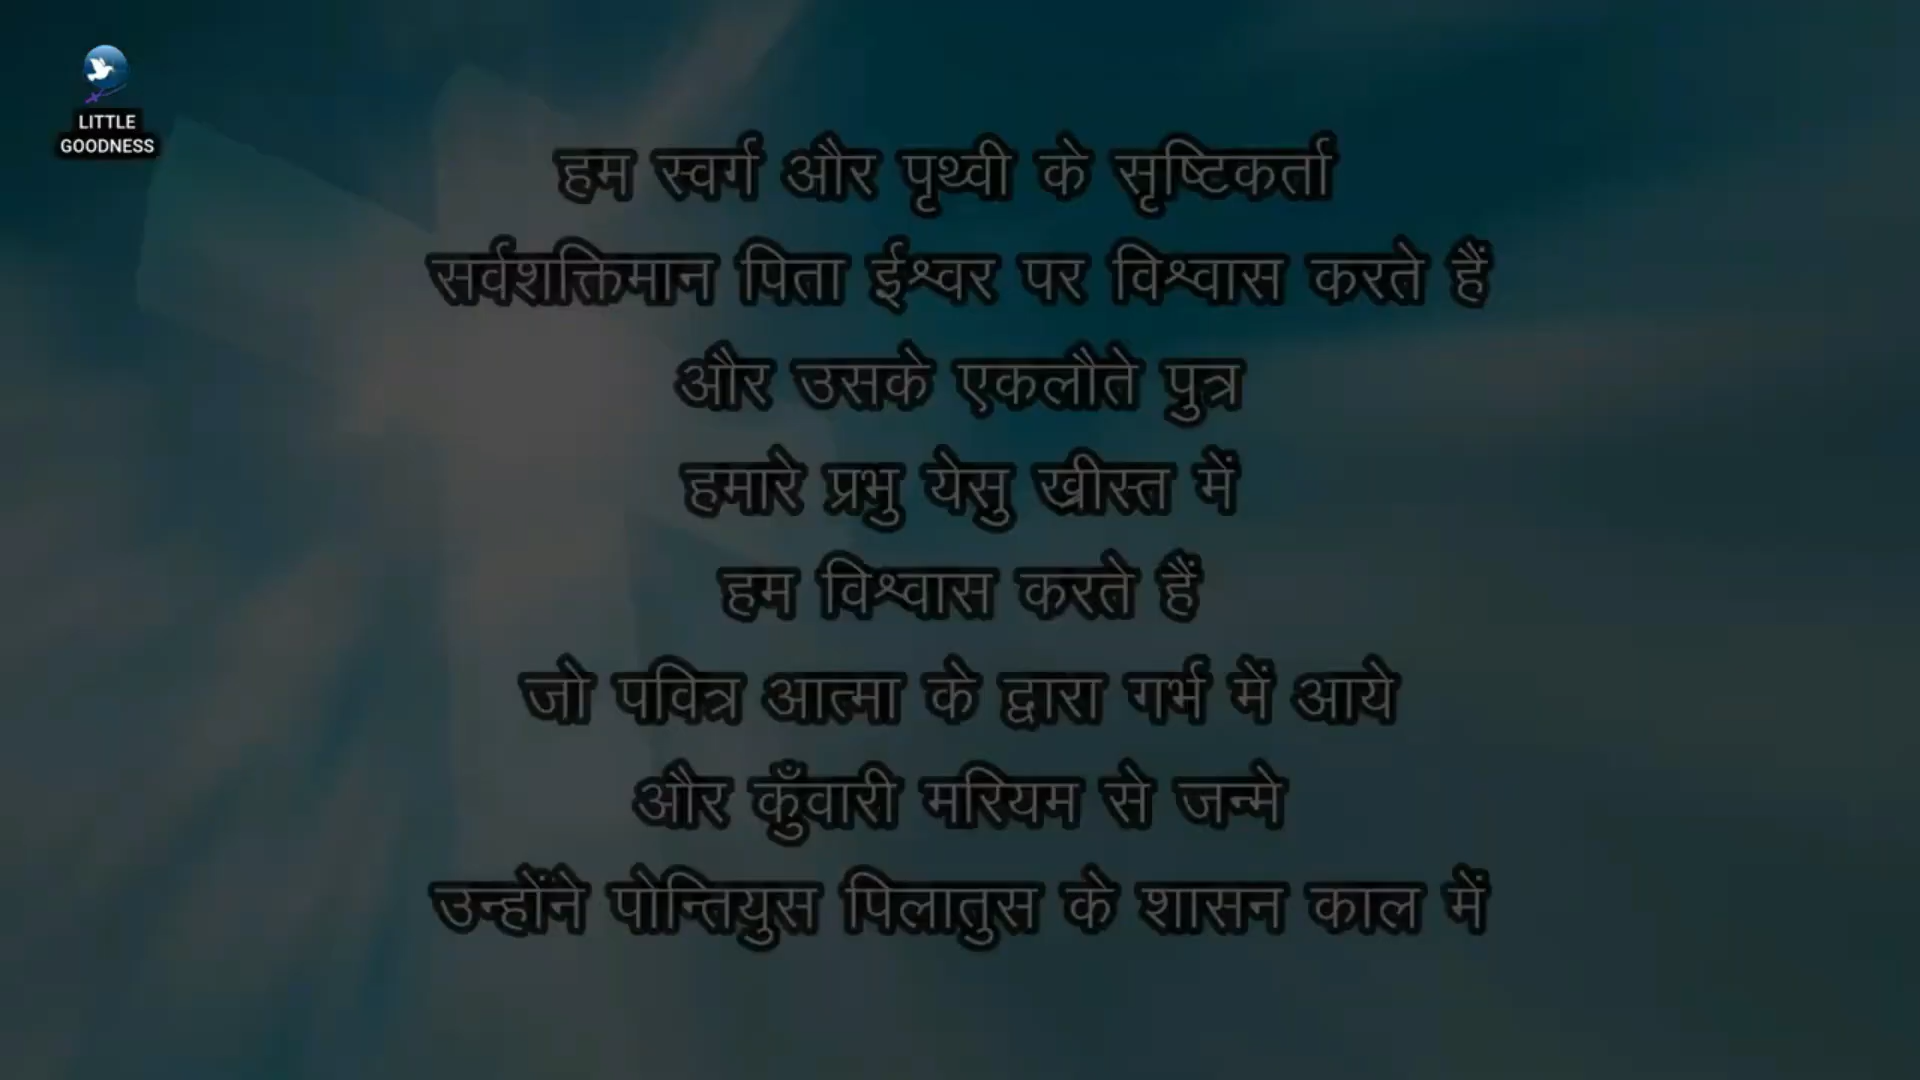 LITTLE
GOODNESS
हम स्वर्ग और पृथ्वी के सृष्टिकर्ता
सर्वशक्तिमान पिता ईश्वर पर विश्वास करते हैं
और उसके एकलौते पुत्र
हमारे प्रभु येसु ख्रीस्त में
हम विश्वास करते हैं
जो पवित्र आत्मा के द्वारा गर्भ में आये
और कुँवारी मरियम से जन्मे
उन्होंने पोन्तियुस पिलातुस के शासन काल में